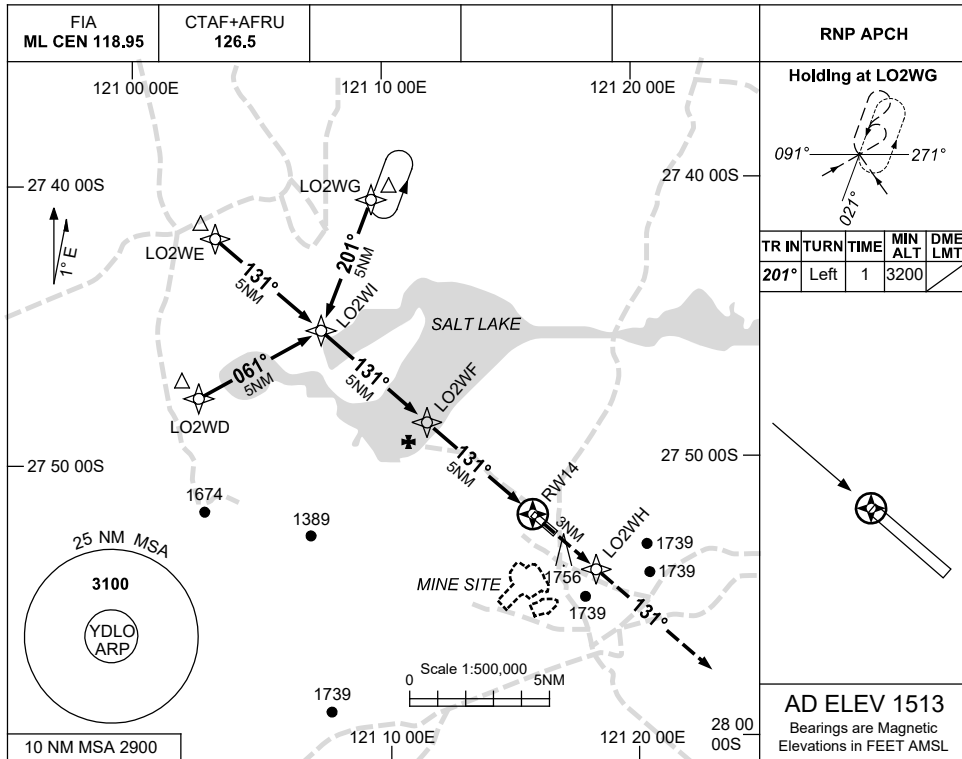 FIA
ML CEN 118.95
CTAF+AFRU
126.5
RNP APCH
121 00 00E
121 10 00E
121 20 00E
Holding at LO2WG
091°
271°
021°
27 40 00S
27 40 00S
LO2WG
LO2WE
1° E
201°
5NM
131°
5NM
LO2WI
TR IN TURN TIME MIN ALT DME LMT
201° Left 1 3200
SALT LAKE
061°
5NM
131°
5NM
LO2WF
LO2WD
131°
5NM
27 50 00S
27 50 00S
RW14
1674
1389
3NM
LO2WH
1739
1739
1756
1739
25 NM MSA
3100
YDLO
ARP
MINE SITE
131°
Scale 1:500,000
0 5NM
1739
AD ELEV 1513
Bearings are Magnetic
Elevations in FEET AMSL
28 00
00S
10 NM MSA 2900
121 10 00E
121 20 00E